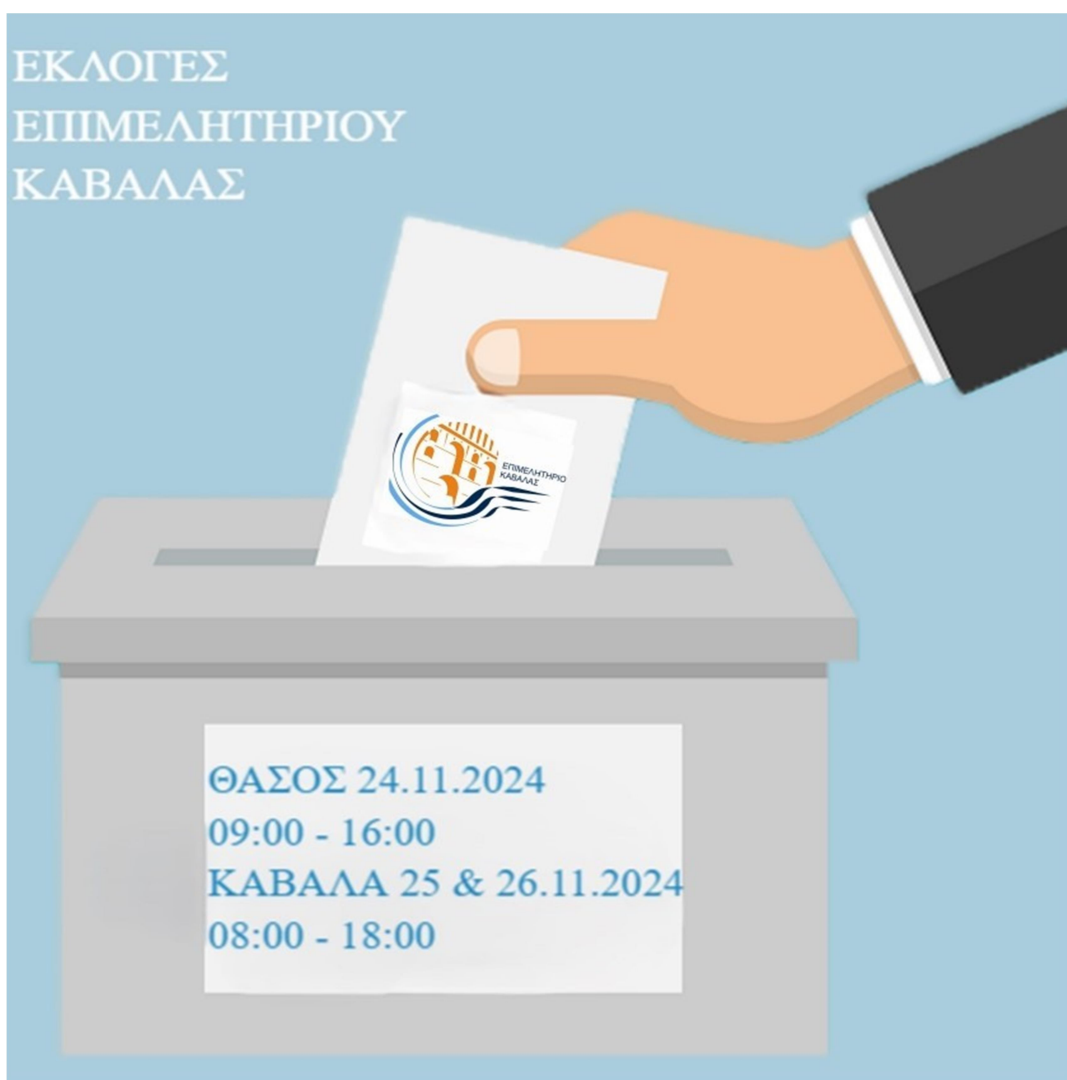 ΕΚΛΟΓΕΣ
ΕΠΙΜΕΛΗΤΗΡΙΟΥ
ΚΑΒΑΛΑΣ
ΕΠΙΜΕΛΗΤΗΡΙΟ
ΚΑΒΑΛΑΣ
ΘΑΣΟΣ 24.11.2024
09:00 - 16:00
ΚΑΒΑΛΑ 25 & 26.11.2024
08:00 - 18:00